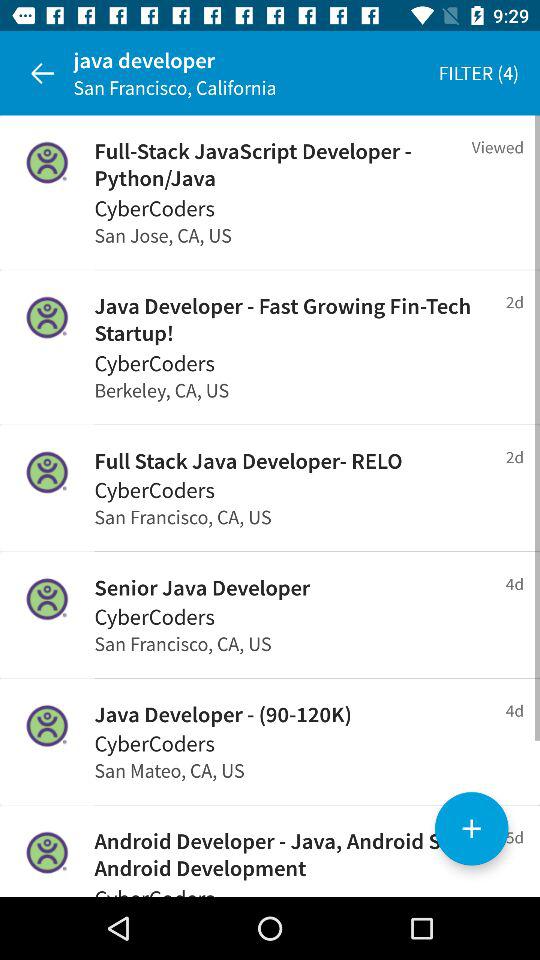 9:29
java developer
San Francisco, California
FILTER (4)
Full-Stack JavaScript Developer -
Python/Java
Viewed
CyberCoders
San Jose, CA, US
Java Developer - Fast Growing Fin-Tech
Startup!
2d
CyberCoders
Berkeley, CA, US
Full Stack Java Developer- RELO
2d
CyberCoders
San Francisco, CA, US
Senior Java Developer
4d
CyberCoders
San Francisco, CA, US
Java Developer - (90-120K)
4d
CyberCoders
San Mateo, CA, US
Android Developer - Java, Android S
Android Development
5d
CyberCoders